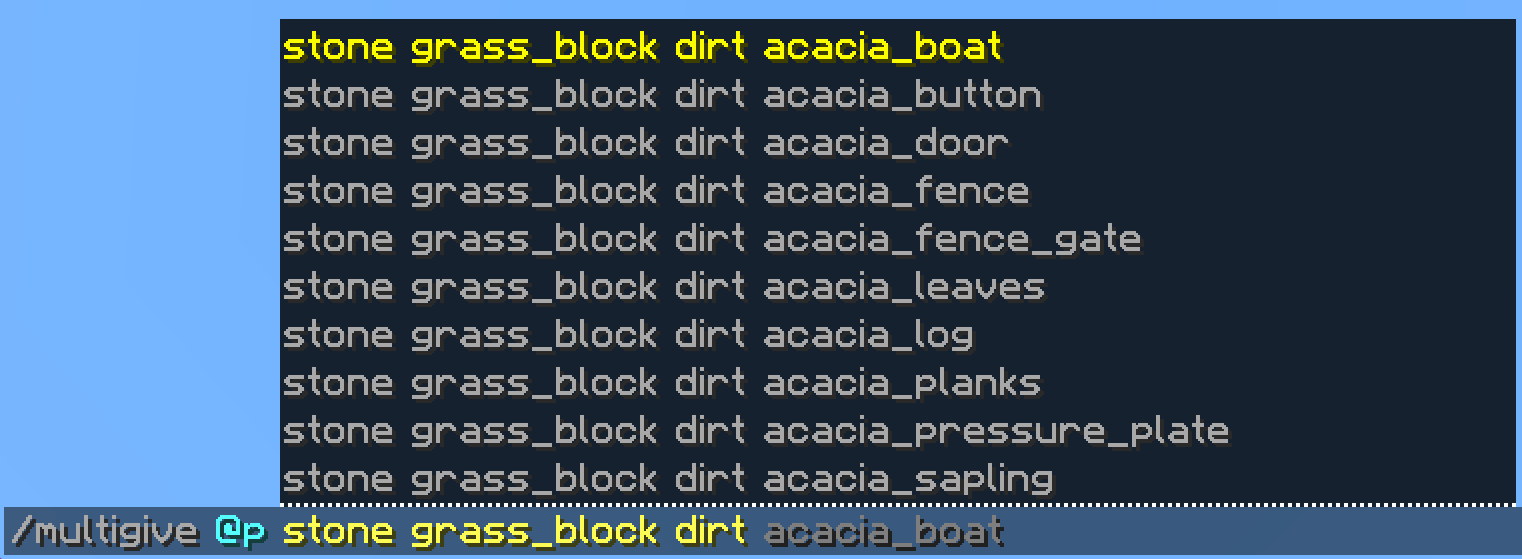 stone grass_block dirt acacia_boat
stone grass_block dirt acacia_button
stone grass_block dirt acacia_door
stone grass_block dirt acacia_fence
stone grass_block dirt acacia_fence_gate
stone grass_block dirt acacia_leaves
stone grass_block dirt acacia_log
stone grass_block dirt acacia_planks
stone grass_block dirt acacia_pressure_plate
stone grass_block dirt acacia_sapling
/multigive @p stone grass_block dirt acacia_boat